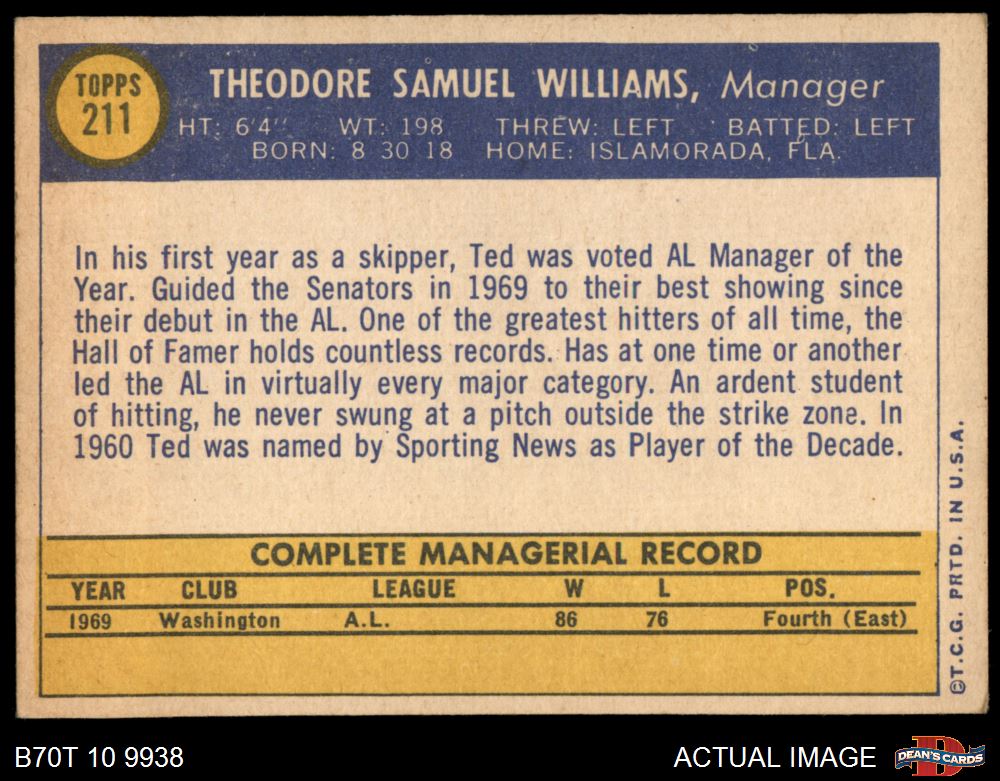 TOPPS
211
THEODORE SAMUEL WILLIAMS, Manager
HT: 6'4" WT: 198 THREW: LEFT BATTED: LEFT
BORN: 8 30 18 HOME: ISLAMORADA, FLA.
In his first year as a skipper, Ted was voted AL Manager of the
Year. Guided the Senators in 1969 to their best showing since
their debut in the AL. One of the greatest hitters of all time, the
Hall of Famer holds countless records. Has at one time or another
led the AL in virtually every major category. An ardent student
of hitting, he never swung at a pitch outside the strike zone. In
1960 Ted was named by Sporting News as Player of the Decade.
COMPLETE MANAGERIAL RECORD
YEAR CLUB LEAGUE W L POS.
1969 Washington A.L. 86 76 Fourth (East)
©T.C.G. PRTD. IN U.S.A.
B70T 10 9938
ACTUAL IMAGE
D
DEAN'S CARDS